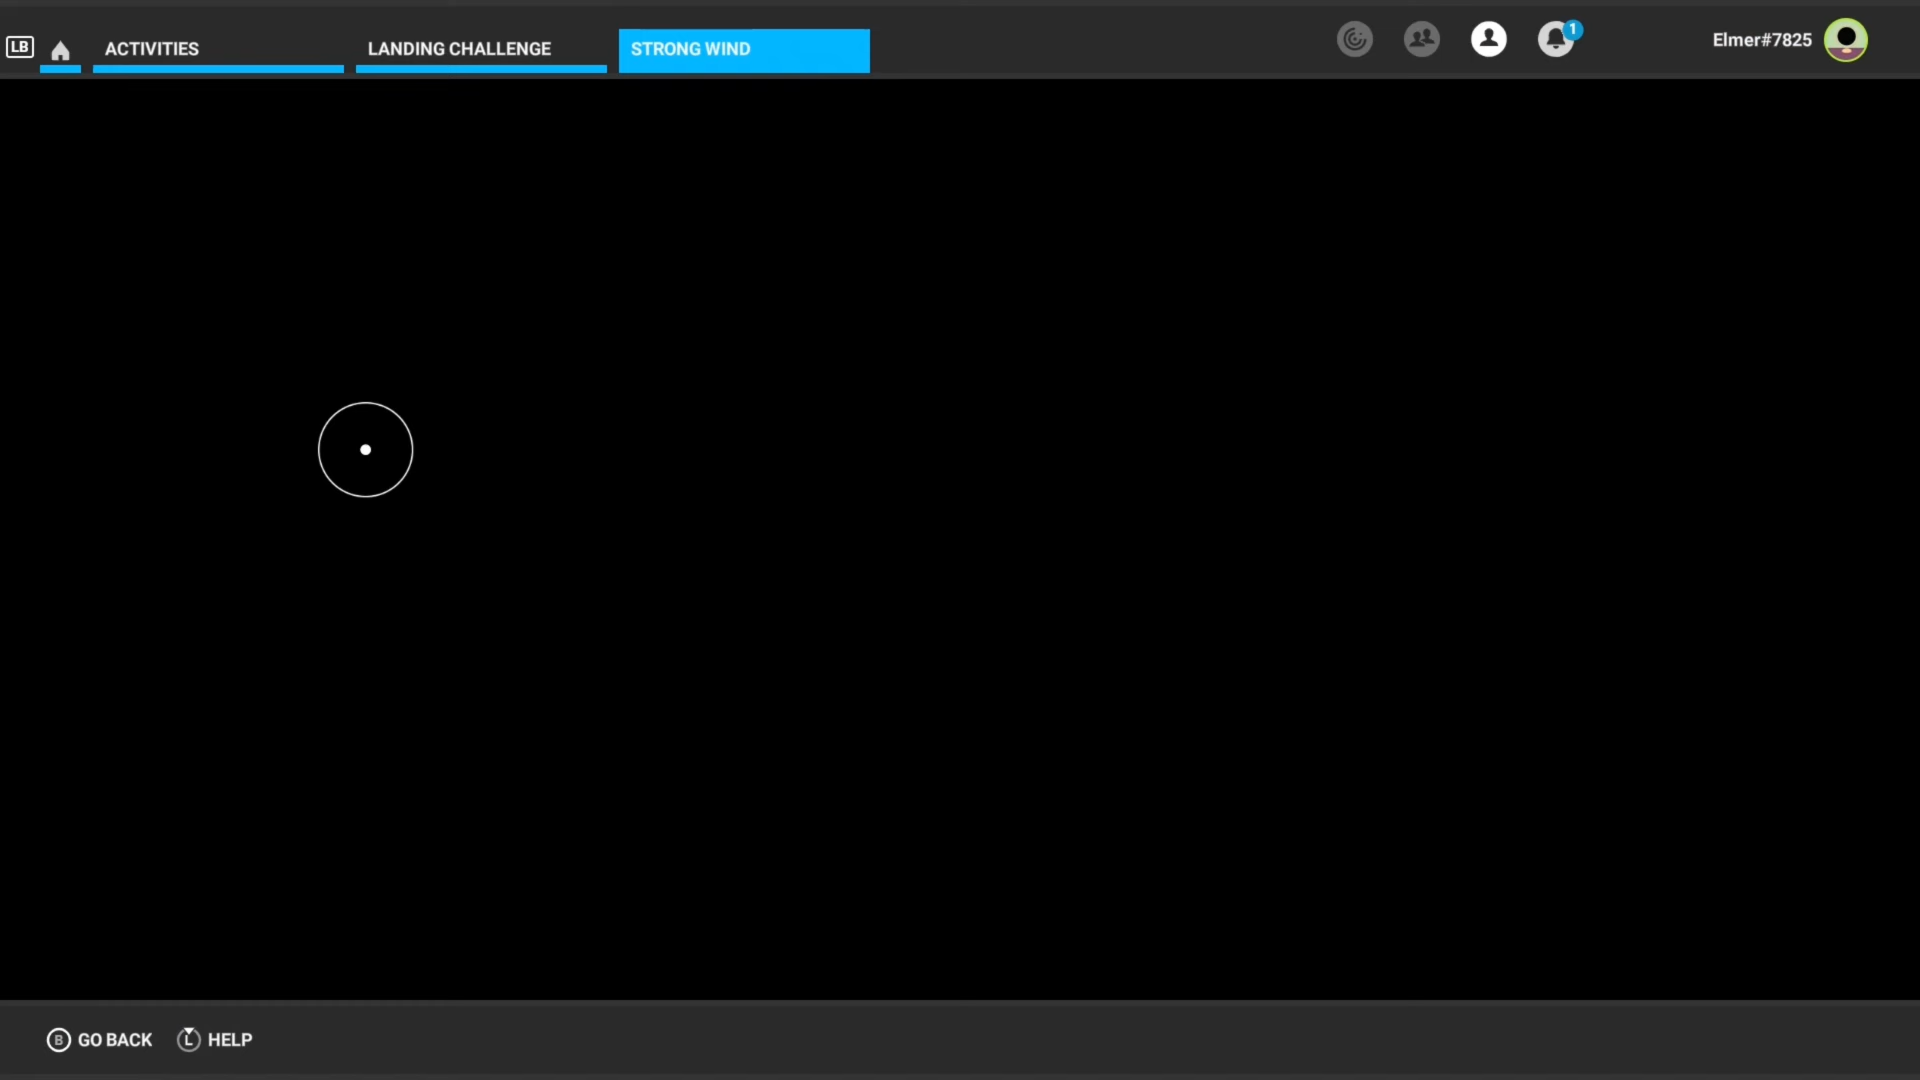 LB
ACTIVITIES
LANDING CHALLENGE
STRONG WIND
1
Elmer#7825
B GO BACK
L HELP